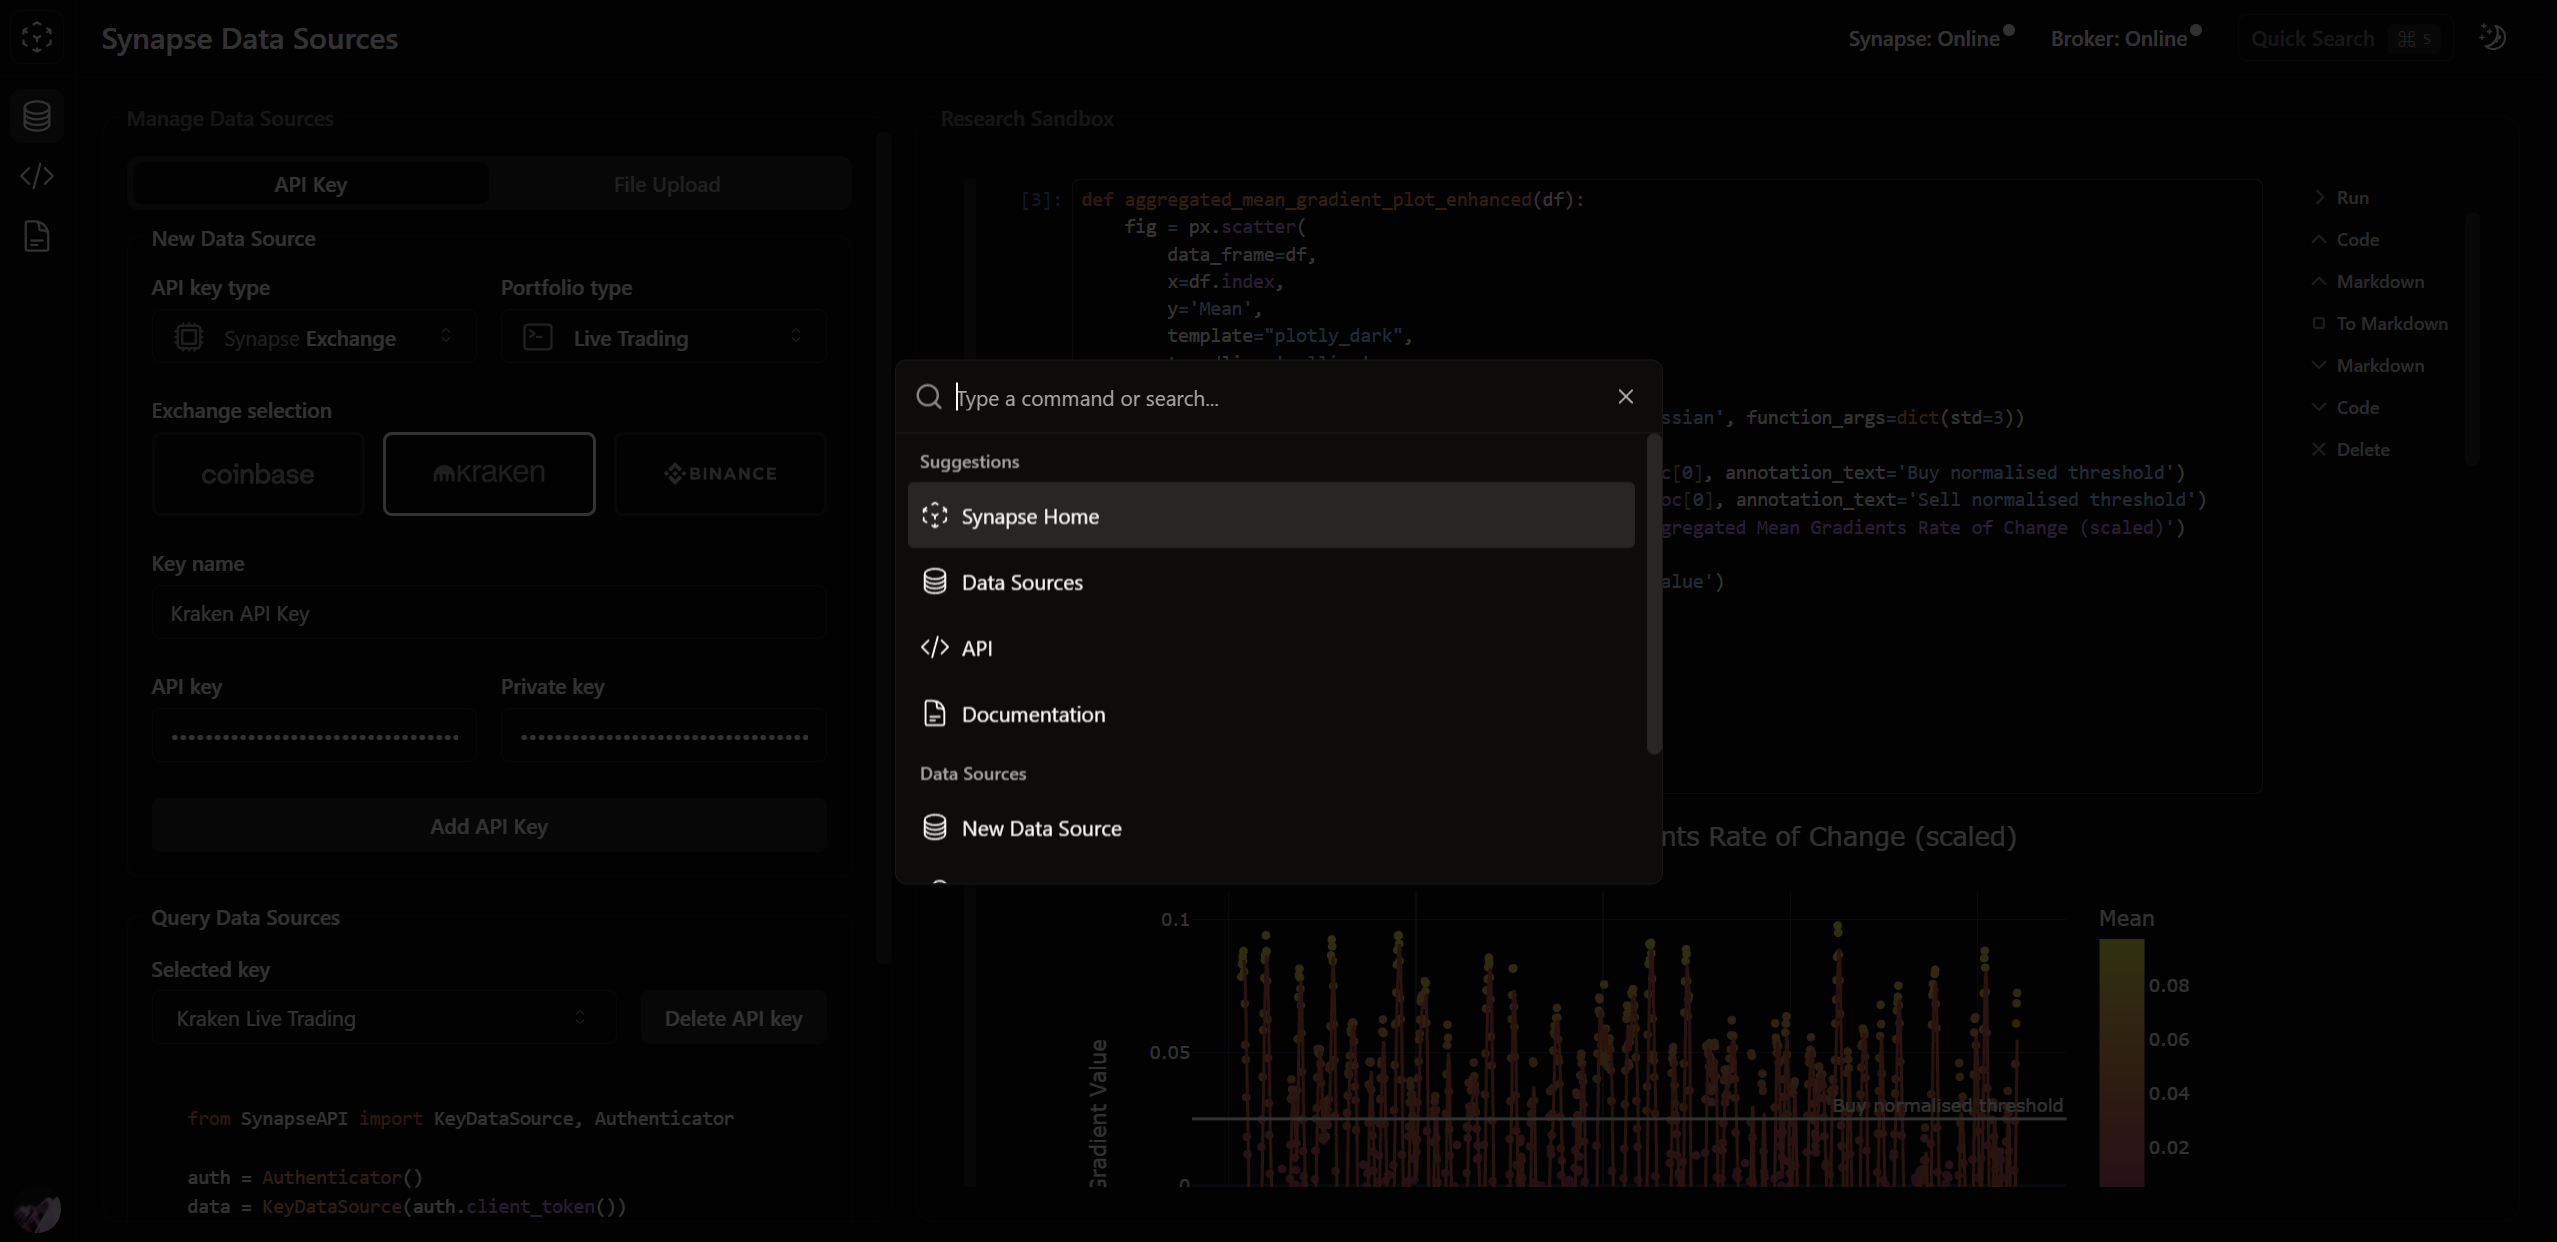 Synapse Data Sources
Synapse: Online
Broker: Online
Quick Search ⌘ S
Manage Data Sources
API Key
File Upload
New Data Source
API key type
Portfolio type
Synapse Exchange
Live Trading
Exchange selection
coinbase
Kraken
BINANCE
Key name
Kraken API Key
API key
Private key
••••••••••••••••••••••••••••••••••
••••••••••••••••••••••••••••••••••
Add API Key
Query Data Sources
Selected key
Kraken Live Trading
Delete API key
from SynapseAPI import KeyDataSource, Authenticator
auth = Authenticator()
data = KeyDataSource(auth.client_token())
Research Sandbox
[3]:
def aggregated_mean_gradient_plot_enhanced(df):
fig = px.scatter(
data_frame=df,
x=df.index,
y='Mean',
template="plotly_dark",
ssian', function_args=dict(std=3))
c[0], annotation_text='Buy normalised threshold')
oc[0], annotation_text='Sell normalised threshold')
gregated Mean Gradients Rate of Change (scaled)')
alue')
Run
Code
Markdown
To Markdown
Markdown
Code
Delete
Type a command or search...
Suggestions
Synapse Home
Data Sources
API
Documentation
Data Sources
New Data Source
nts Rate of Change (scaled)
0.1
0.05
0
Gradient Value
Buy normalised threshold
Mean
0.08
0.06
0.04
0.02